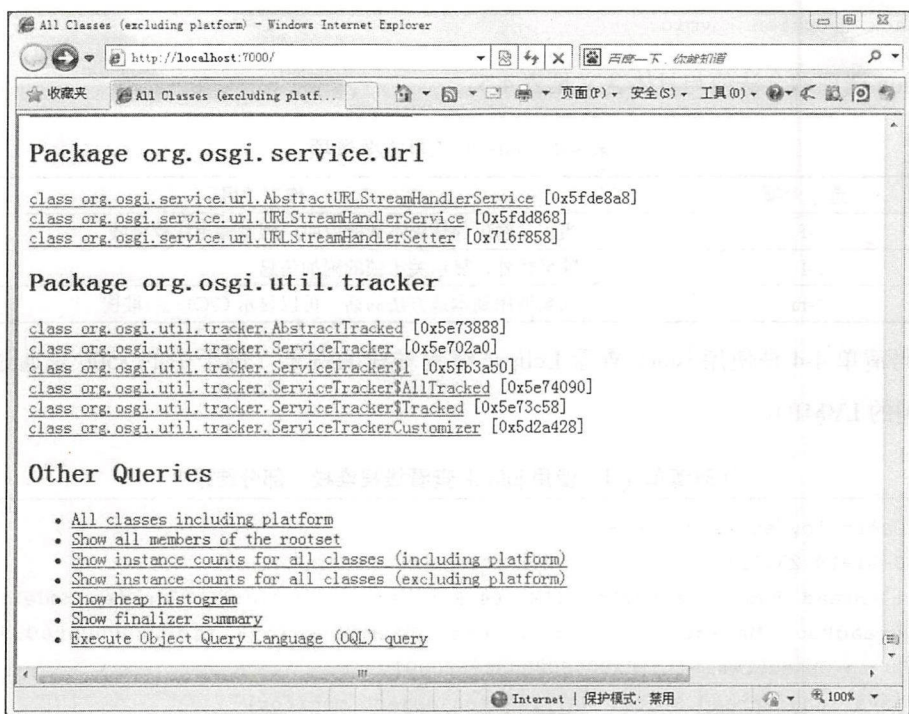 All Classes (excluding platform) - Windows Internet Explorer
http://localhost:7000/
百度一下,你就知道
收藏夹
All Classes (excluding platf...
页面(P) 安全(S) 工具(O)
Package org.osgi.service.url
class org.osgi.service.url.AbstractURLStreamHandlerService [0x5fde8a8]
class org.osgi.service.url.URLStreamHandlerService [0x5fdd868]
class org.osgi.service.url.URLStreamHandlerSetter [0x716f858]
Package org.osgi.util.tracker
class org.osgi.util.tracker.AbstractTracked [0x5e73888]
class org.osgi.util.tracker.ServiceTracker [0x5e702a0]
class org.osgi.util.tracker.ServiceTracker$1 [0x5fb3a50]
class org.osgi.util.tracker.ServiceTracker$AllTracked [0x5e74090]
class org.osgi.util.tracker.ServiceTracker$Tracked [0x5e73c58]
class org.osgi.util.tracker.ServiceTrackerCustomizer [0x5d2a428]
Other Queries
• All classes including platform
• Show all members of the rootset
• Show instance counts for all classes (including platform)
• Show instance counts for all classes (excluding platform)
• Show heap histogram
• Show finalizer summary
• Execute Object Query Language (OQL) query
Internet | 保护模式: 禁用
100%